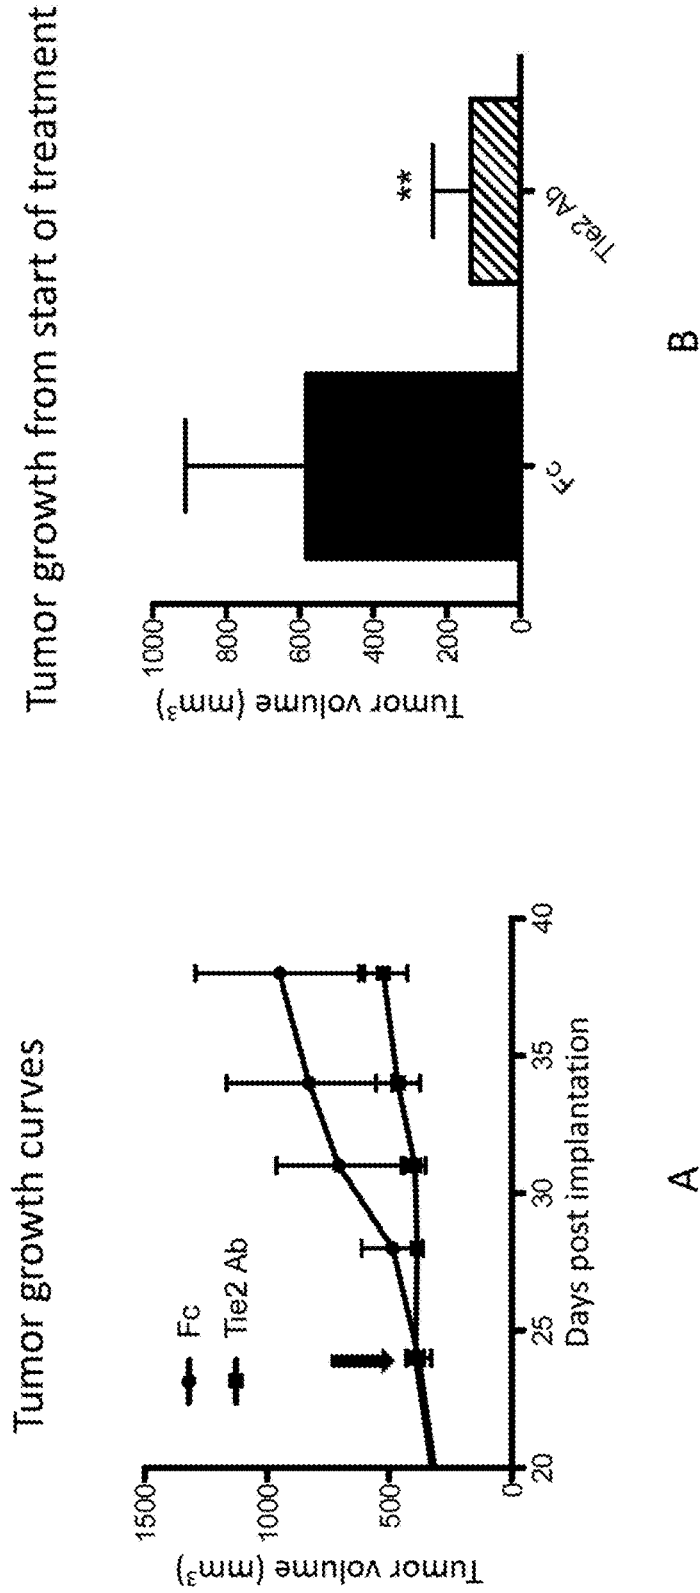 Tumor growth curves
Tumor volume (mm³)
1500
1000
500
0
Fc
Tie2 Ab
20
25
30
35
40
Days post implantation
A
Tumor growth from start of treatment
Tumor volume (mm³)
1000
800
600
400
200
0
**
Fc
Tie2 Ab
B